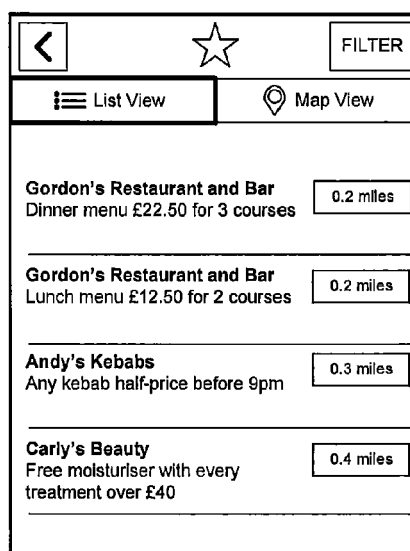 FILTER
List View
Map View
Gordon's Restaurant and Bar
Dinner menu £22.50 for 3 courses
0.2 miles
Gordon's Restaurant and Bar
Lunch menu £12.50 for 2 courses
0.2 miles
Andy's Kebabs
Any kebab half-price before 9pm
0.3 miles
Carly's Beauty
Free moisturiser with every
treatment over £40
0.4 miles